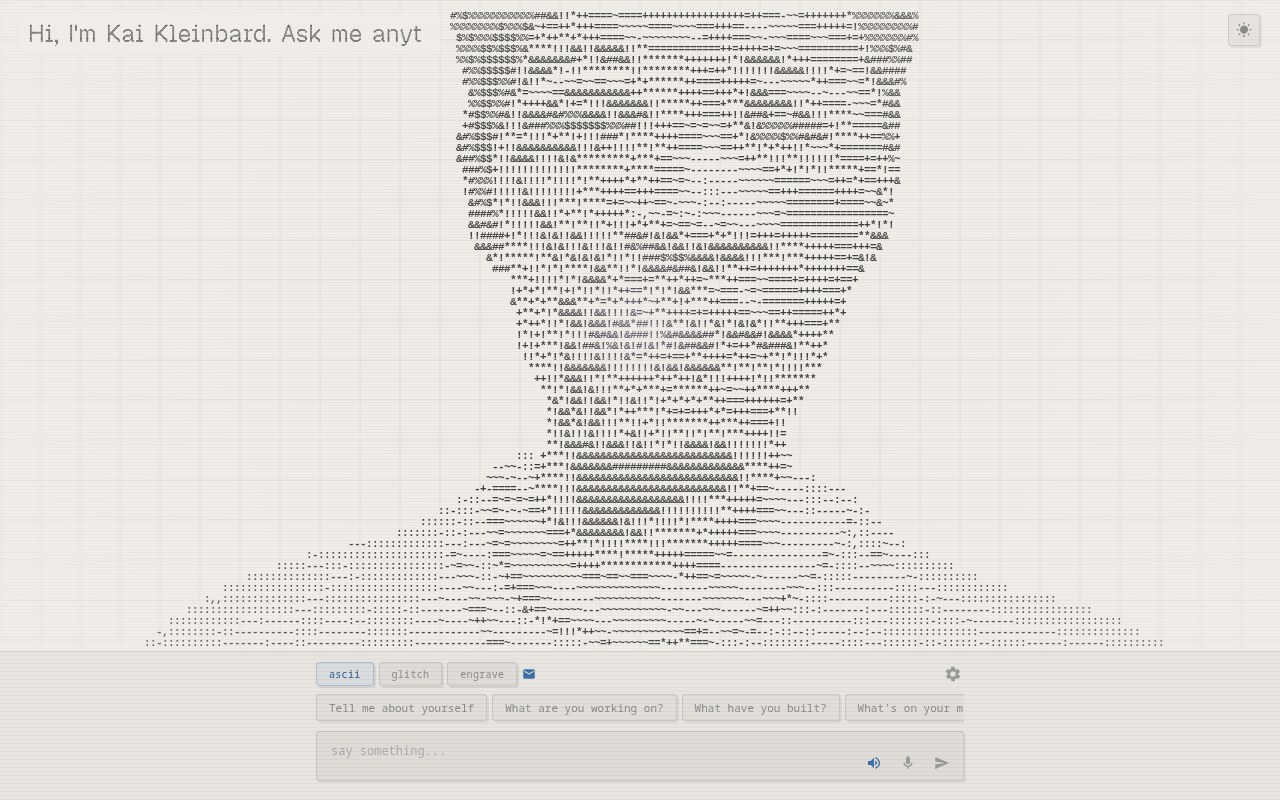 Hi, I'm Kai Kleinbard. Ask me anyt
ascii
glitch
engrave
Tell me about yourself
What are you working on?
What have you built?
What's on your m
say something...